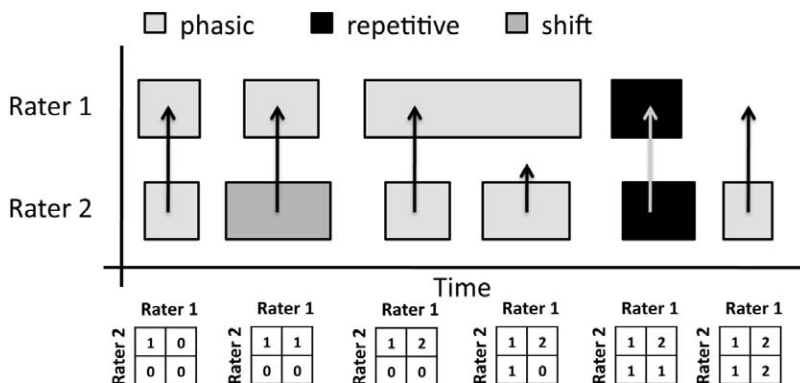 phasic repetitive shift
Rater 1
Rater 2
Time
Rater 1 Rater 1 Rater 1 Rater 1 Rater 1 Rater 1
Rater 2 Rater 2 Rater 2 Rater 2 Rater 2 Rater 2
1 0 1 1 1 2 1 2 1 2 1 2
0 0 0 0 0 0 1 0 1 1 1 2